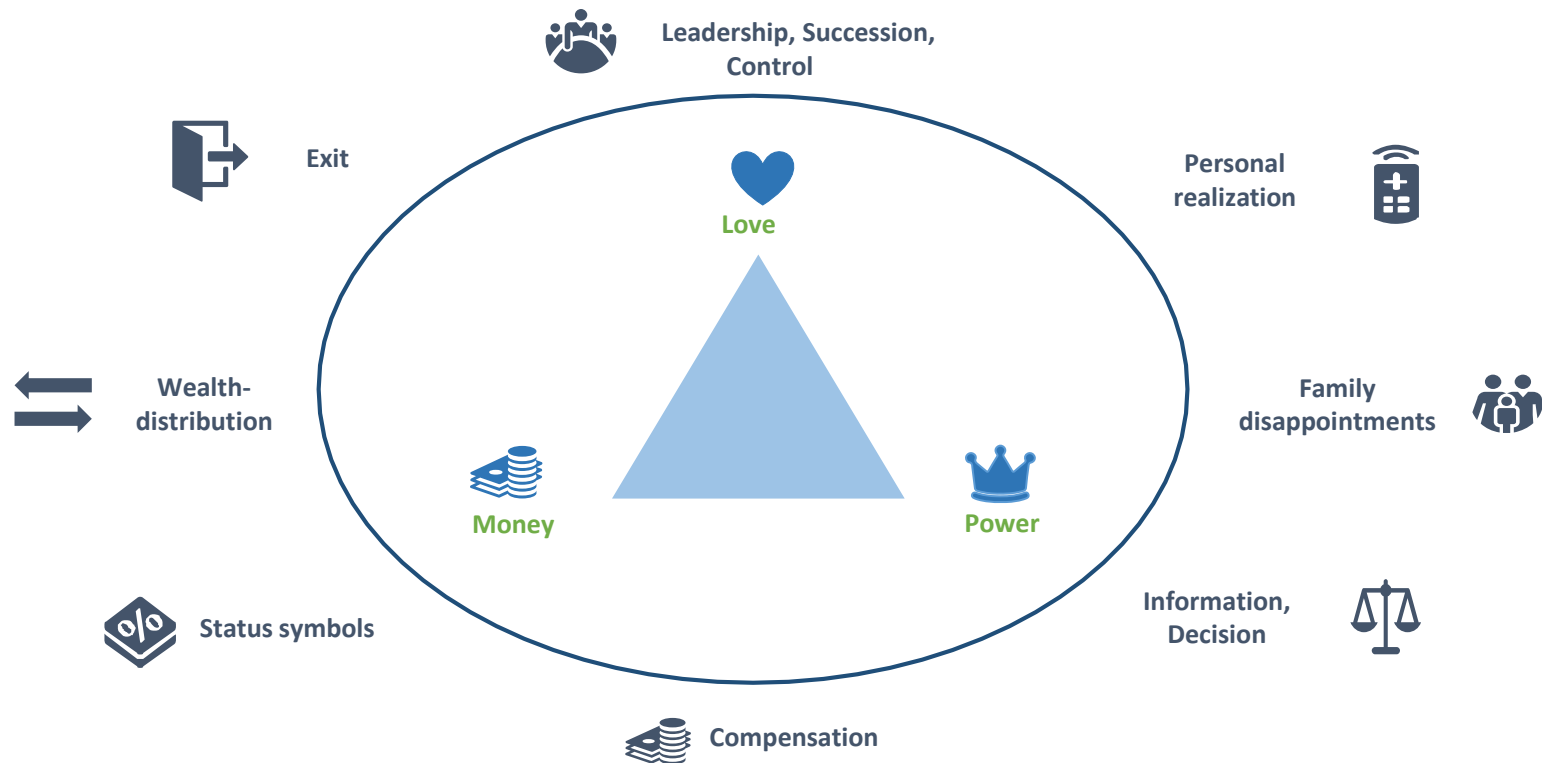 Leadership, Succession,
Control
Exit
Personal
realization
Love
Wealth-
distribution
Family
disappointments
Money
Power
Information,
Decision
Status symbols
Compensation
%